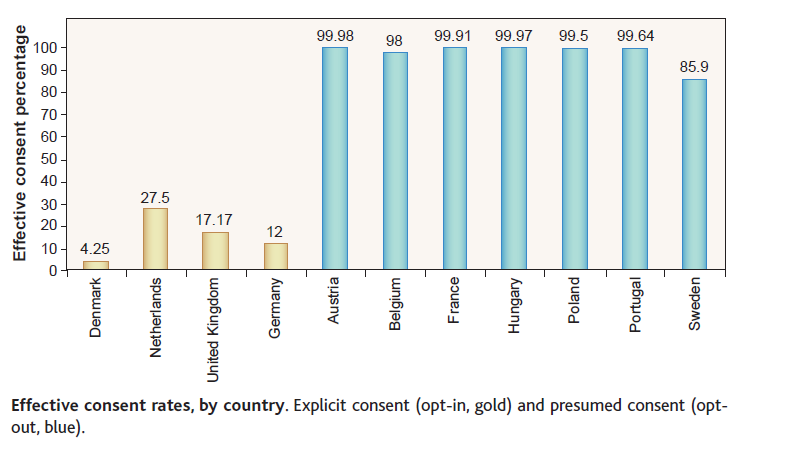 Effective consent percentage
100
90
80
70
60
50
40
30
20
10
0
4.25
27.5
17.17
12
99.98
98
99.91
99.97
99.5
99.64
85.9
Denmark
Netherlands
United Kingdom
Germany
Austria
Belgium
France
Hungary
Poland
Portugal
Sweden
Effective consent rates, by country. Explicit consent (opt-in, gold) and presumed consent (opt-
out, blue).